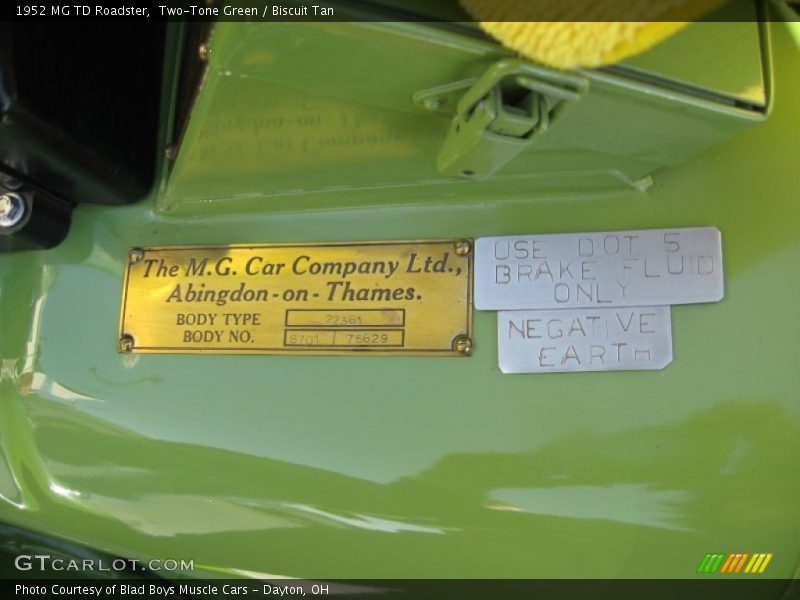 1952 MG TD Roadster, Two-Tone Green / Biscuit Tan
The M.G. Car Company Ltd.,
Abingdon-on-Thames.
BODY TYPE 22381
BODY NO. 75629
USE DOT 5
BRAKE FLUID
ONLY
NEGATIVE
EARTH
GTCARLOT.COM
Photo Courtesy of Blad Boys Muscle Cars - Dayton, OH